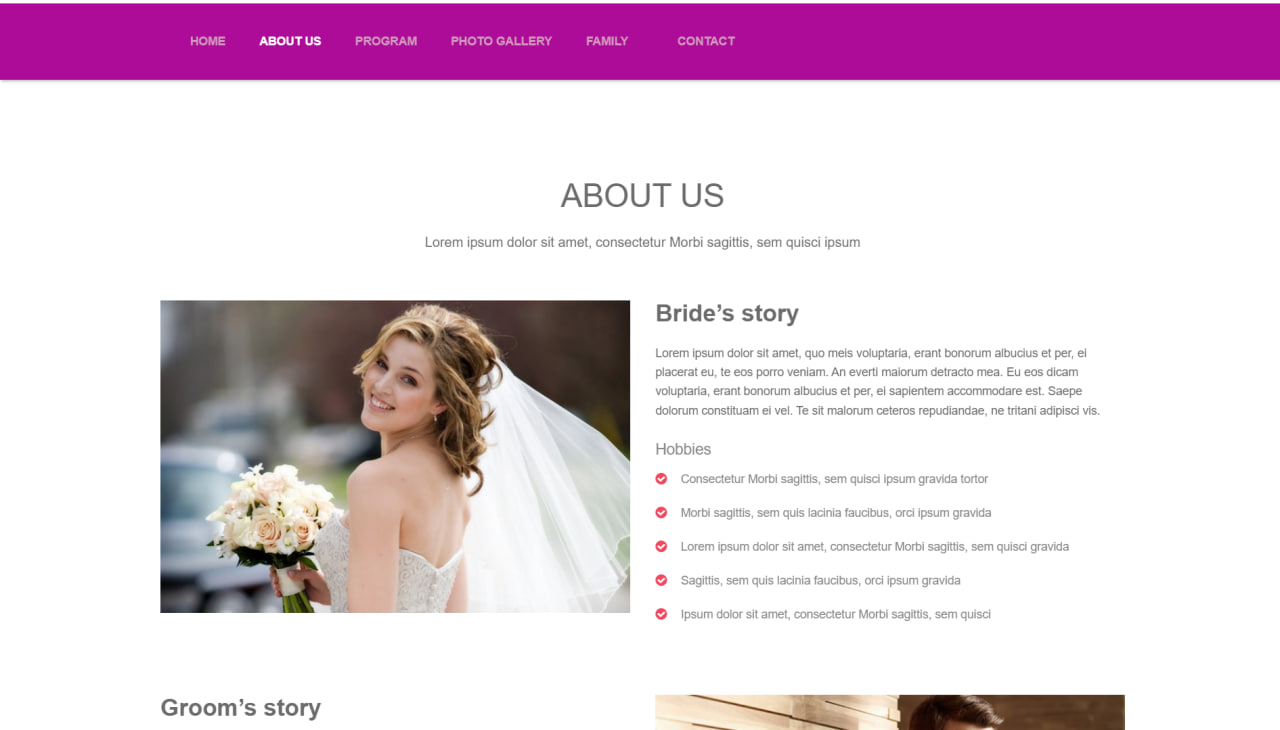 HOME ABOUT US PROGRAM PHOTO GALLERY FAMILY CONTACT
ABOUT US
Lorem ipsum dolor sit amet, consectetur Morbi sagittis, sem quisci ipsum
Bride’s story
Lorem ipsum dolor sit amet, quo meis voluptaria, erant bonorum albucius et per, ei
placerat eu, te eos porro veniam. An everti maiorum detracto mea. Eu eos dicam
voluptaria, erant bonorum albucius et per, ei sapientem accommodare est. Saepe
dolorum constituam ei vel. Te sit malorum ceteros repudiandae, ne tritani adipisci vis.
Hobbies
Consectetur Morbi sagittis, sem quisci ipsum gravida tortor
Morbi sagittis, sem quis lacinia faucibus, orci ipsum gravida
Lorem ipsum dolor sit amet, consectetur Morbi sagittis, sem quisci gravida
Sagittis, sem quis lacinia faucibus, orci ipsum gravida
Ipsum dolor sit amet, consectetur Morbi sagittis, sem quisci
Groom’s story